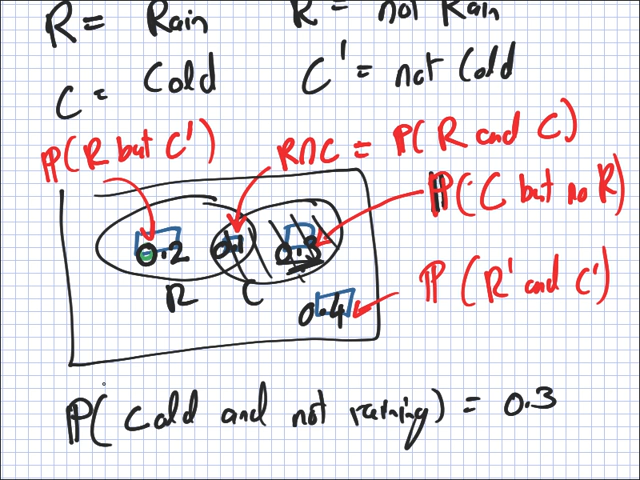 R = Rain
R = not Rain
C = Cold
C' = not Cold
P(R but C')
R∩C = P(R and C)
P(C but no R)
0.2
0.1
0.3
R
C
0.4
P(R' and C')
P(Cold and not raining) = 0.3